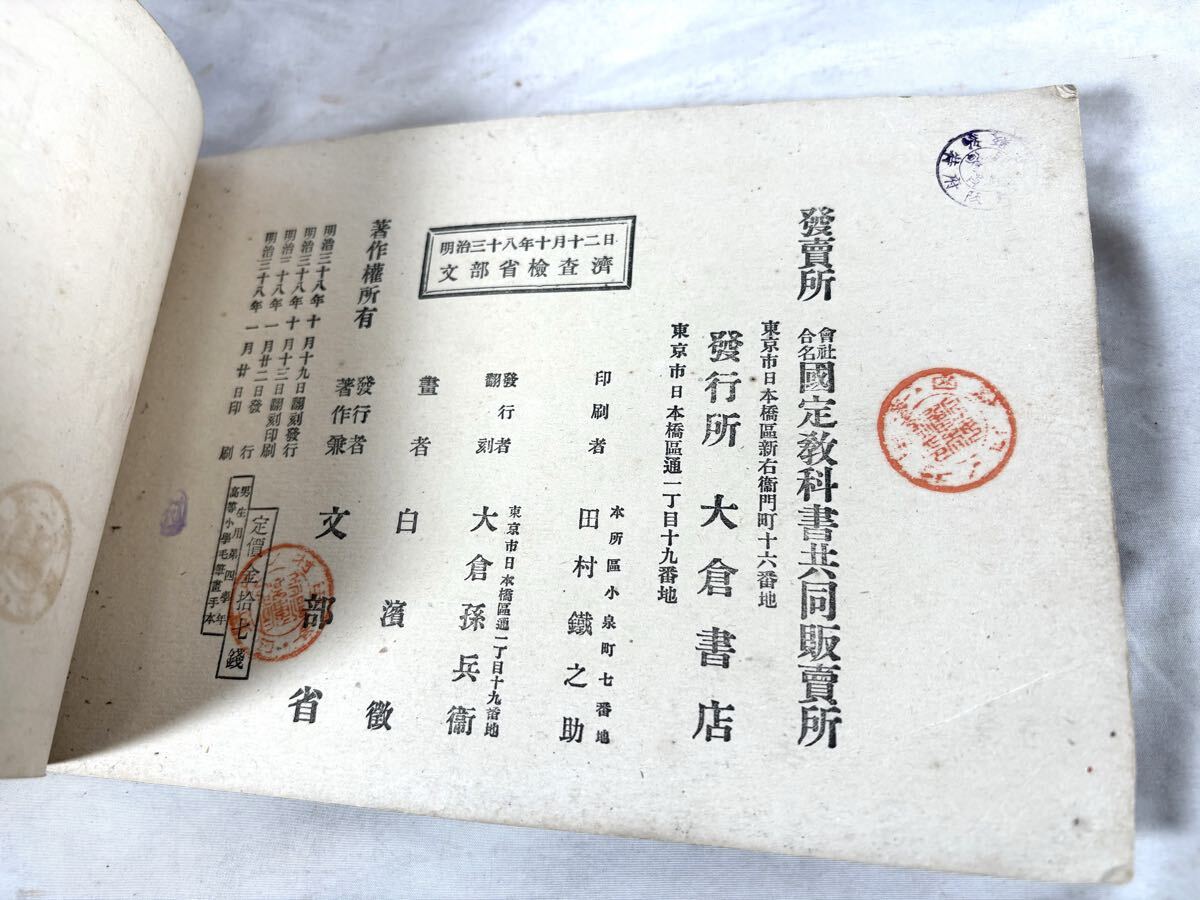 高等小學毛筆畫手本
男生用第四學年
定價金拾七錢
明治三十八年一月廿日印刷
明治三十八年一月廿二日發行
明治三十八年十月十三日翻刻印刷
明治三十八年十月十九日翻刻發行
著作權所有
著作兼
發行者
文部省
畫者
白濱徵
翻刻
發行者
東京市日本橋區通一丁目十九番地
大倉孫兵衞
印刷者
本所區小泉町七番地
田村鐵之助
明治三十八年十月十二日
文部省檢査濟
發行所 大倉書店
東京市日本橋區通一丁目十九番地
發賣所
合名
會社
國定敎科書共同販賣所
東京市日本橋區新右衞門町十六番地